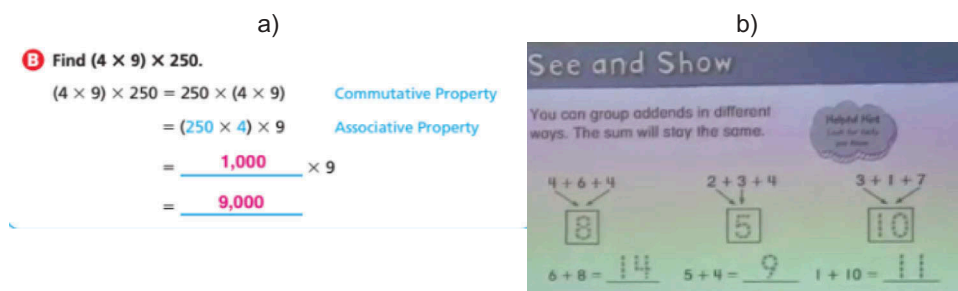 a)
B Find (4 × 9) × 250.
(4 × 9) × 250 = 250 × (4 × 9) Commutative Property
= (250 × 4) × 9 Associative Property
= 1,000 × 9
= 9,000
b)
See and Show
You can group addends in different
ways. The sum will stay the same.
Helpful Hint
Look for
4 + 6 + 4 2 + 3 + 4 3 + 1 + 7
8 5 10
6 + 8 = 14 5 + 4 = 9 1 + 10 = 11